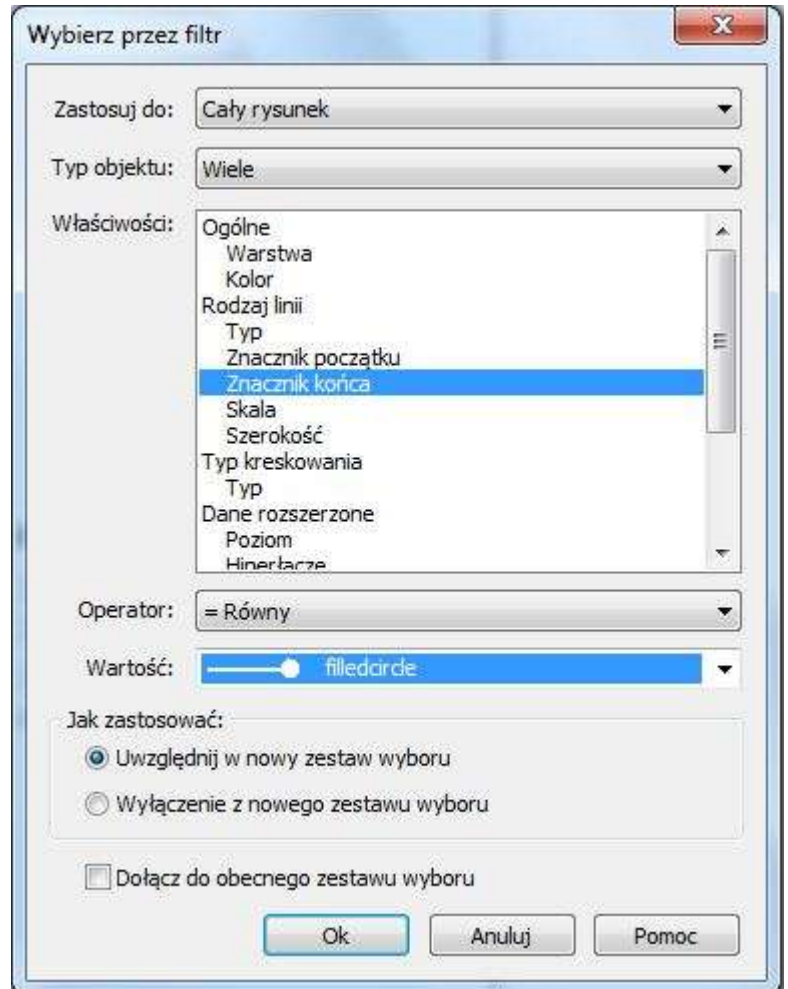 Wybierz przez filtr
Zastosuj do: Cały rysunek
Typ objektu: Wiele
Właściwości:
Ogólne
Warstwa
Kolor
Rodzaj linii
Typ
Znacznik początku
Znacznik końca
Skala
Szerokość
Typ kreskowania
Typ
Dane rozszerzone
Poziom
Hiperłącze
Operator: = Równy
Wartość: filledcircle
Jak zastosować:
Uwzględnij w nowy zestaw wyboru
Wyłączenie z nowego zestawu wyboru
Dołącz do obecnego zestawu wyboru
Ok Anuluj Pomoc